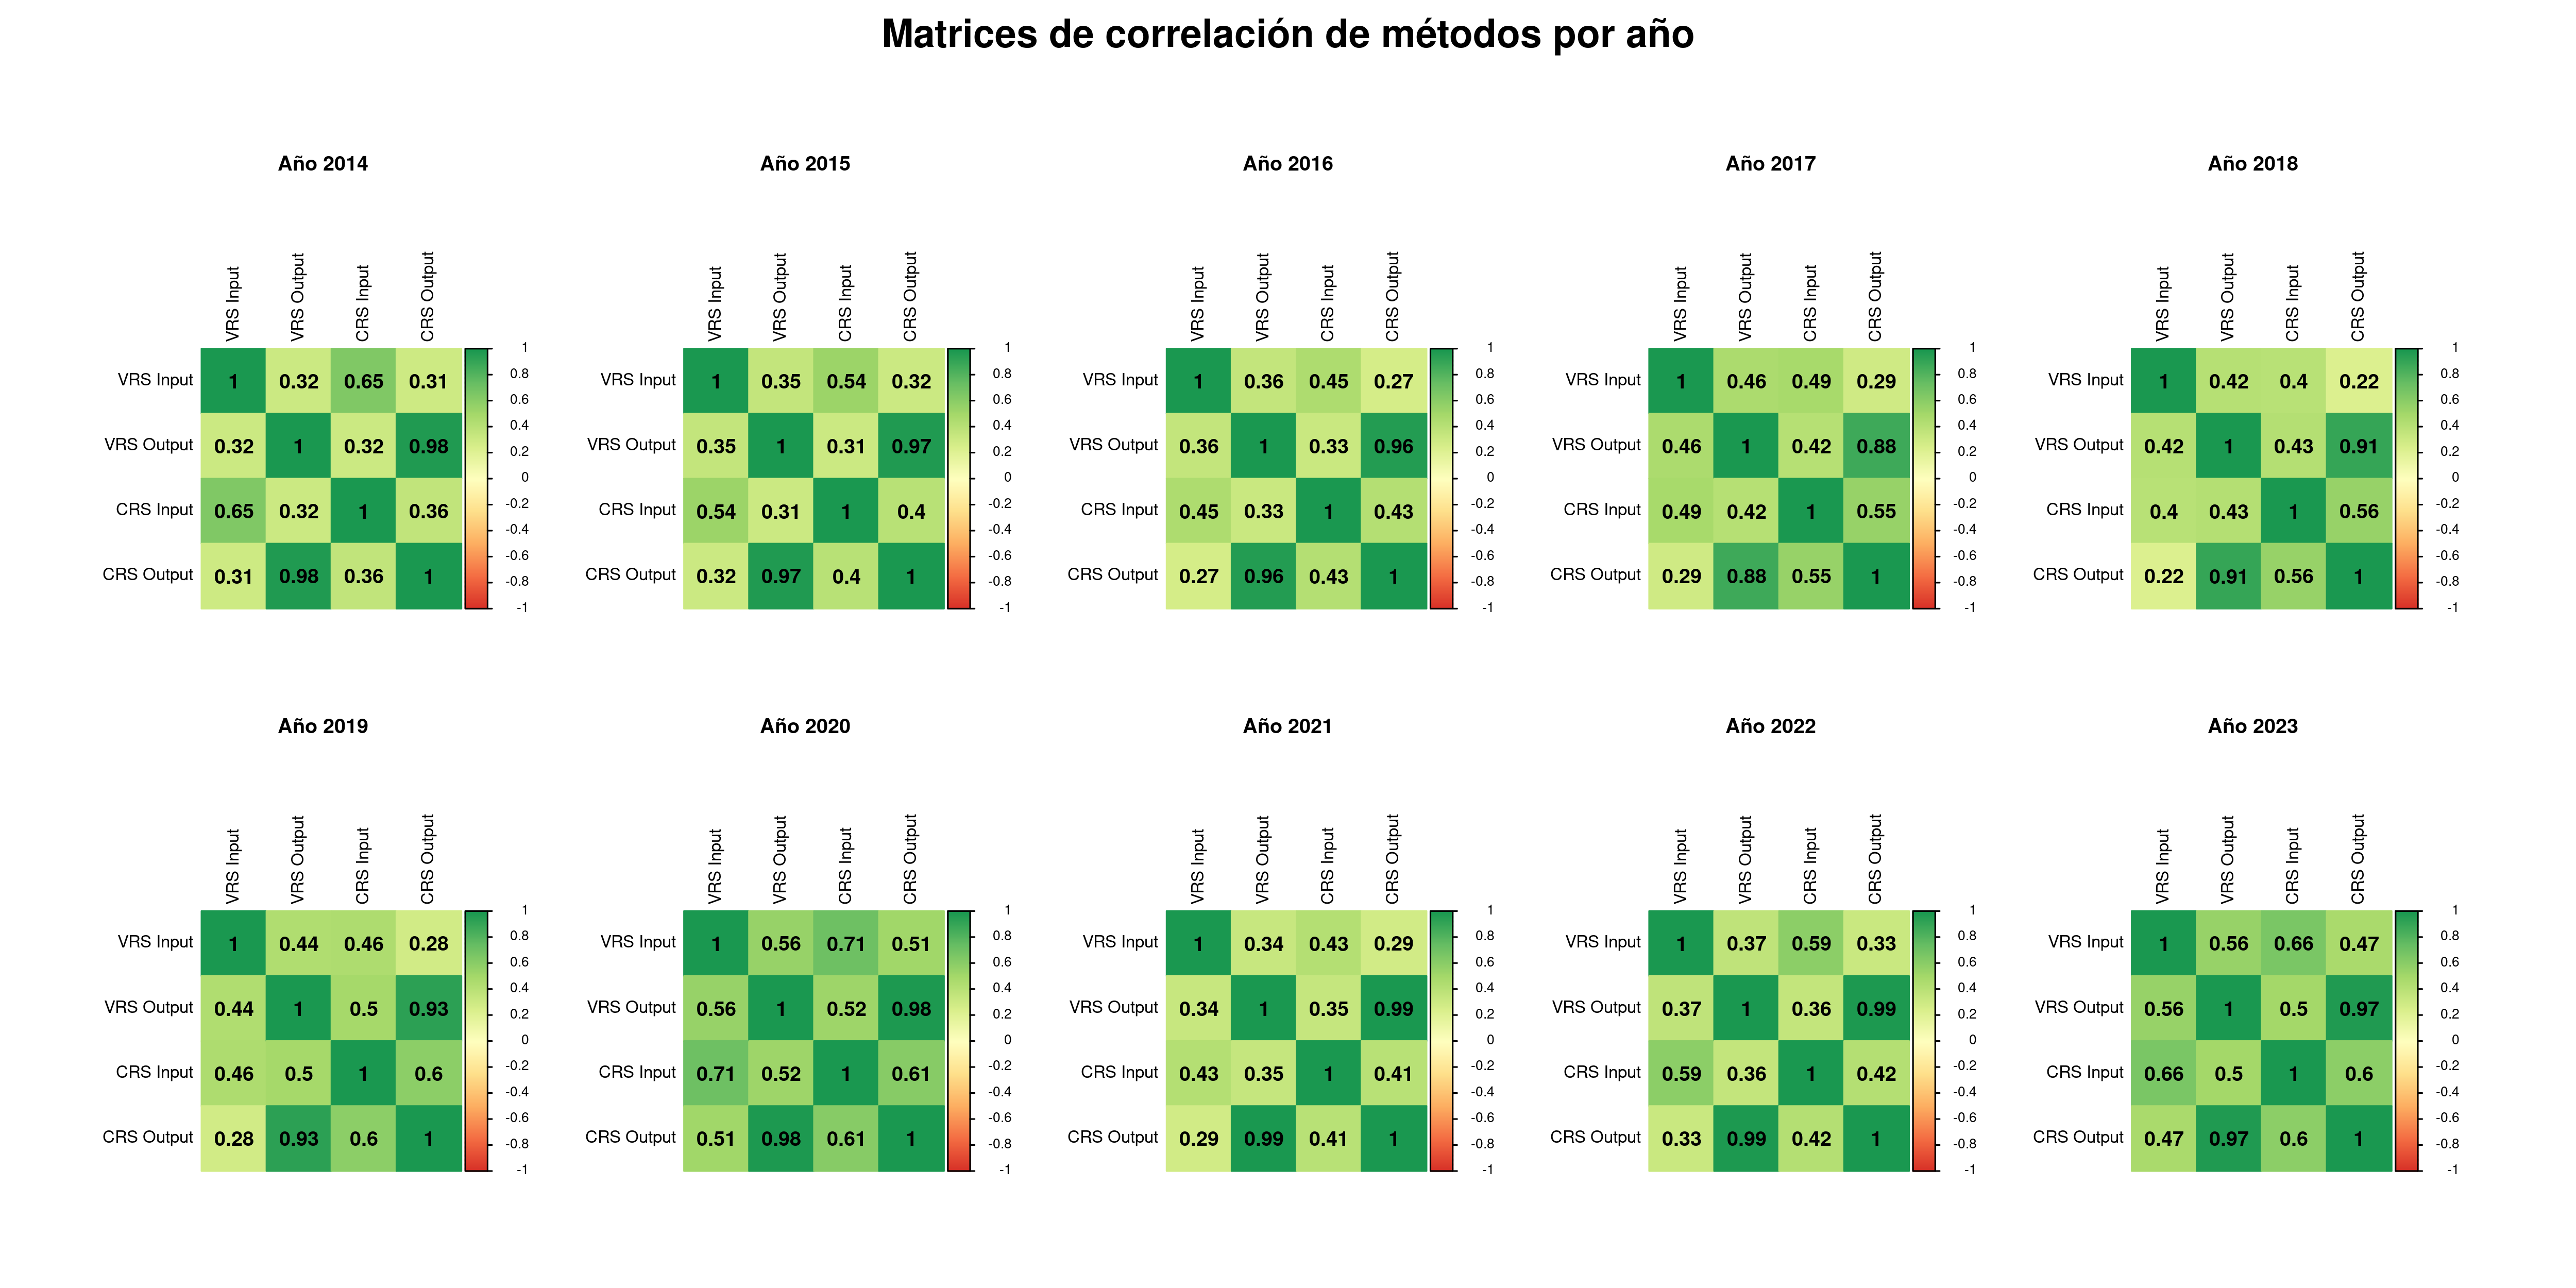 Matrices de correlación de métodos por año
Año 2014
VRS Input
VRS Output
CRS Input
CRS Output
VRS Input 1 0.32 0.65 0.31
VRS Output 0.32 1 0.32 0.98
CRS Input 0.65 0.32 1 0.36
CRS Output 0.31 0.98 0.36 1
1
0.8
0.6
0.4
0.2
0
-0.2
-0.4
-0.6
-0.8
-1
Año 2015
VRS Input
VRS Output
CRS Input
CRS Output
VRS Input 1 0.35 0.54 0.32
VRS Output 0.35 1 0.31 0.97
CRS Input 0.54 0.31 1 0.4
CRS Output 0.32 0.97 0.4 1
1
0.8
0.6
0.4
0.2
0
-0.2
-0.4
-0.6
-0.8
-1
Año 2016
VRS Input
VRS Output
CRS Input
CRS Output
VRS Input 1 0.36 0.45 0.27
VRS Output 0.36 1 0.33 0.96
CRS Input 0.45 0.33 1 0.43
CRS Output 0.27 0.96 0.43 1
1
0.8
0.6
0.4
0.2
0
-0.2
-0.4
-0.6
-0.8
-1
Año 2017
VRS Input
VRS Output
CRS Input
CRS Output
VRS Input 1 0.46 0.49 0.29
VRS Output 0.46 1 0.42 0.88
CRS Input 0.49 0.42 1 0.55
CRS Output 0.29 0.88 0.55 1
1
0.8
0.6
0.4
0.2
0
-0.2
-0.4
-0.6
-0.8
-1
Año 2018
VRS Input
VRS Output
CRS Input
CRS Output
VRS Input 1 0.42 0.4 0.22
VRS Output 0.42 1 0.43 0.91
CRS Input 0.4 0.43 1 0.56
CRS Output 0.22 0.91 0.56 1
1
0.8
0.6
0.4
0.2
0
-0.2
-0.4
-0.6
-0.8
-1
Año 2019
VRS Input
VRS Output
CRS Input
CRS Output
VRS Input 1 0.44 0.46 0.28
VRS Output 0.44 1 0.5 0.93
CRS Input 0.46 0.5 1 0.6
CRS Output 0.28 0.93 0.6 1
1
0.8
0.6
0.4
0.2
0
-0.2
-0.4
-0.6
-0.8
-1
Año 2020
VRS Input
VRS Output
CRS Input
CRS Output
VRS Input 1 0.56 0.71 0.51
VRS Output 0.56 1 0.52 0.98
CRS Input 0.71 0.52 1 0.61
CRS Output 0.51 0.98 0.61 1
1
0.8
0.6
0.4
0.2
0
-0.2
-0.4
-0.6
-0.8
-1
Año 2021
VRS Input
VRS Output
CRS Input
CRS Output
VRS Input 1 0.34 0.43 0.29
VRS Output 0.34 1 0.35 0.99
CRS Input 0.43 0.35 1 0.41
CRS Output 0.29 0.99 0.41 1
1
0.8
0.6
0.4
0.2
0
-0.2
-0.4
-0.6
-0.8
-1
Año 2022
VRS Input
VRS Output
CRS Input
CRS Output
VRS Input 1 0.37 0.59 0.33
VRS Output 0.37 1 0.36 0.99
CRS Input 0.59 0.36 1 0.42
CRS Output 0.33 0.99 0.42 1
1
0.8
0.6
0.4
0.2
0
-0.2
-0.4
-0.6
-0.8
-1
Año 2023
VRS Input
VRS Output
CRS Input
CRS Output
VRS Input 1 0.56 0.66 0.47
VRS Output 0.56 1 0.5 0.97
CRS Input 0.66 0.5 1 0.6
CRS Output 0.47 0.97 0.6 1
1
0.8
0.6
0.4
0.2
0
-0.2
-0.4
-0.6
-0.8
-1